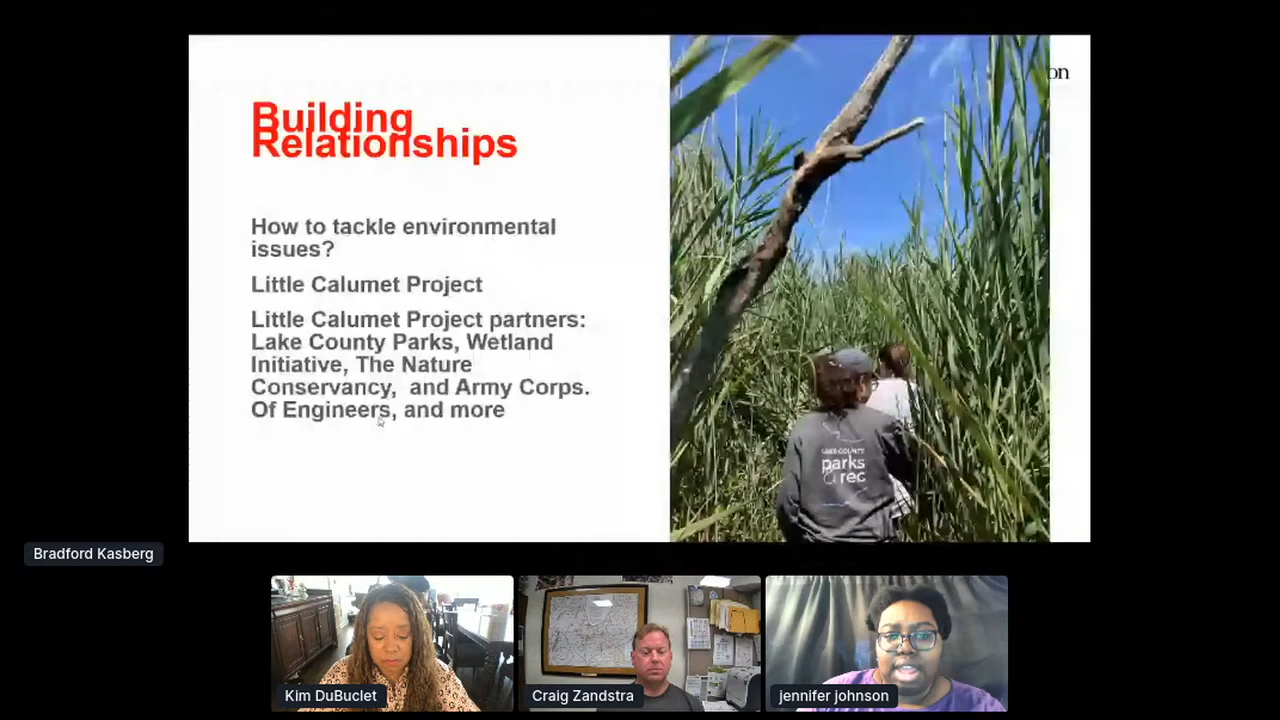 on
Building
Relationships
How to tackle environmental
issues?
Little Calumet Project
Little Calumet Project partners:
Lake County Parks, Wetland
Initiative, The Nature
Conservancy, and Army Corps.
Of Engineers, and more
LAKE COUNTY
parks
& rec
Bradford Kasberg
Kim DuBuclet
Craig Zandstra
jennifer johnson